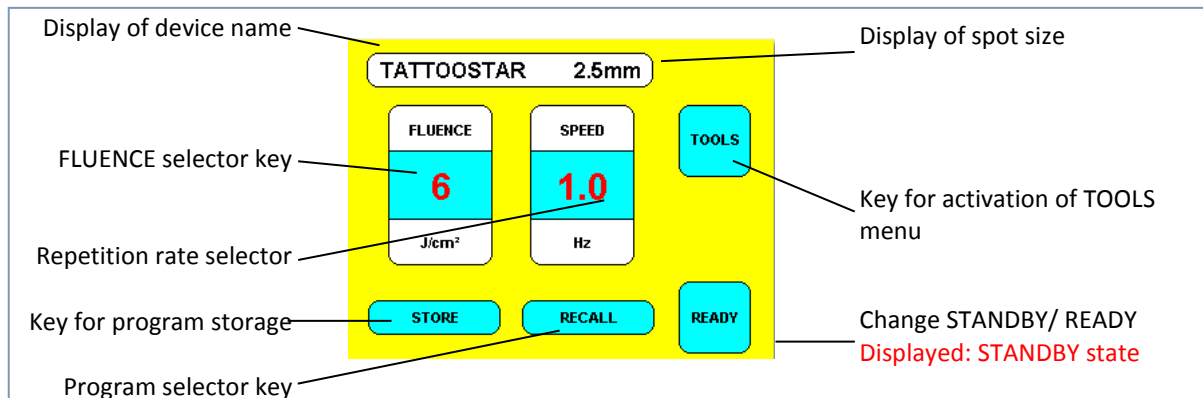 Display of device name
Display of spot size
TATTOOSTAR 2.5mm
FLUENCE
SPEED
TOOLS
FLUENCE selector key
6
1.0
Key for activation of TOOLS
menu
J/cm²
Hz
Repetition rate selector
Key for program storage
STORE
RECALL
READY
Change STANDBY/ READY
Displayed: STANDBY state
Program selector key